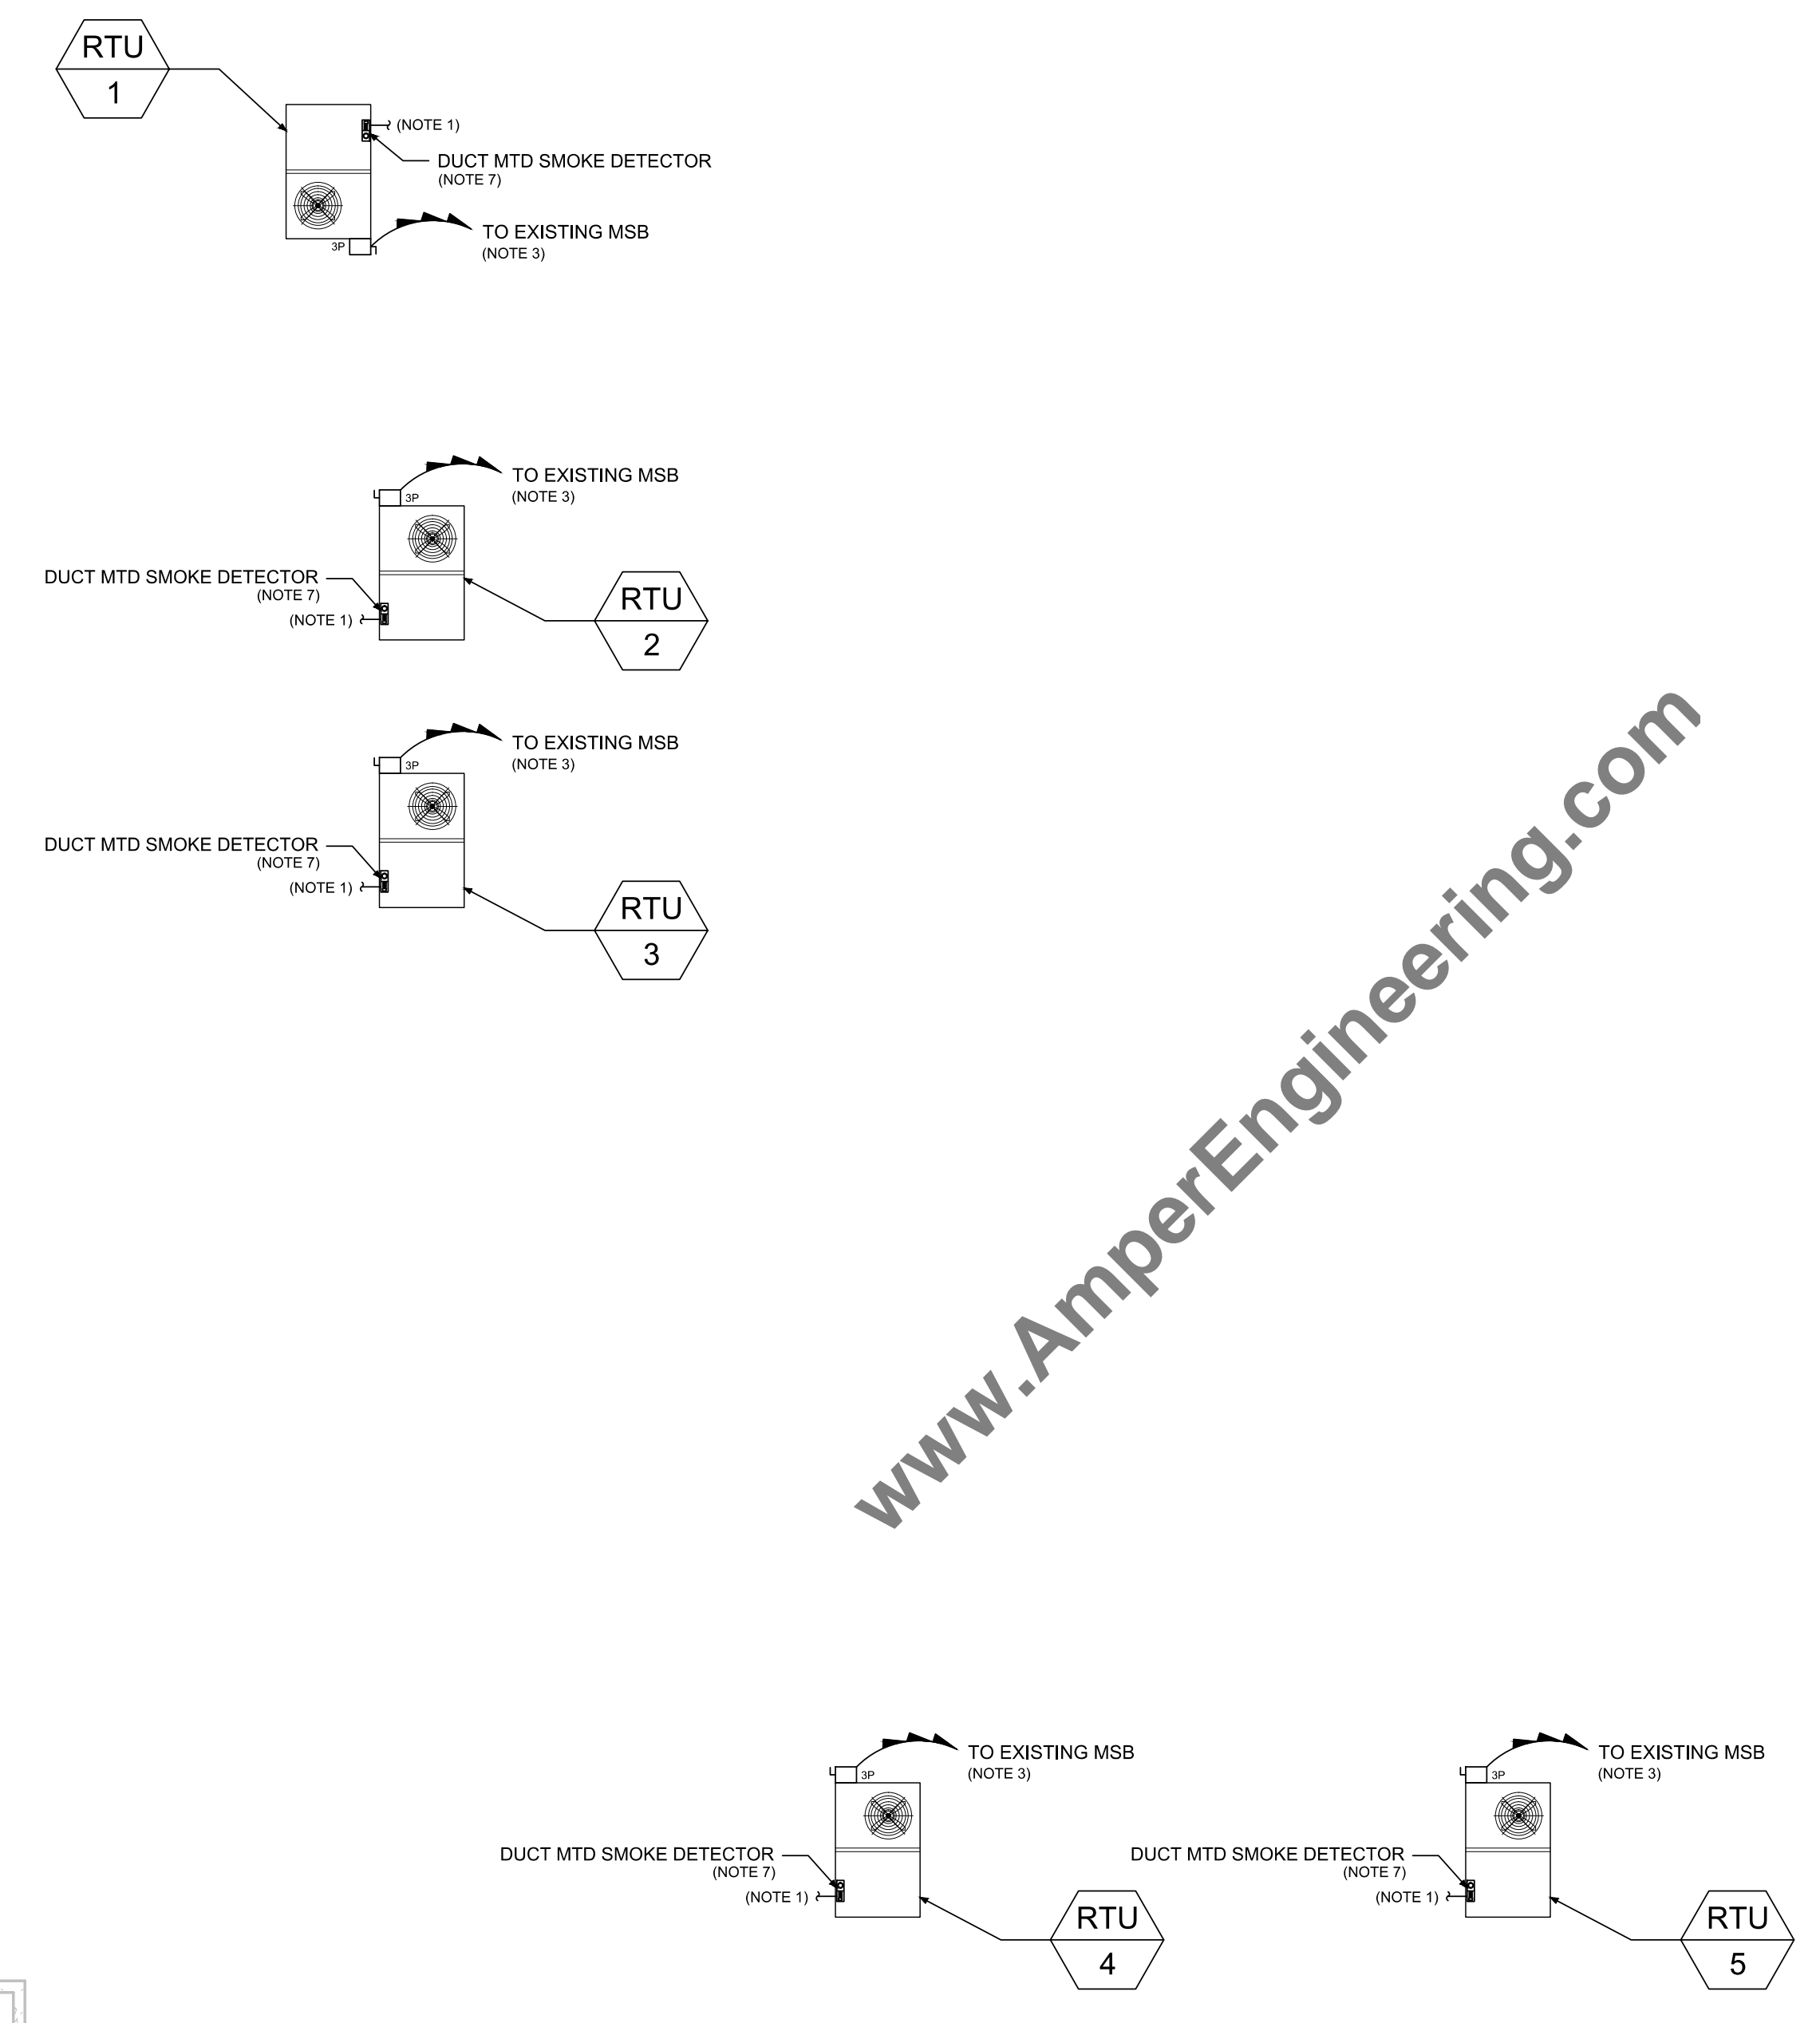 RTU
1
(NOTE 1)
DUCT MTD SMOKE DETECTOR
(NOTE 7)
TO EXISTING MSB
3P
(NOTE 3)
TO EXISTING MSB
(NOTE 3)
3P
DUCT MTD SMOKE DETECTOR
(NOTE 7)
(NOTE 1)
RTU
2
TO EXISTING MSB
(NOTE 3)
3P
DUCT MTD SMOKE DETECTOR
(NOTE 7)
(NOTE 1)
RTU
3
www.AmperEngineering.com
TO EXISTING MSB
(NOTE 3)
3P
DUCT MTD SMOKE DETECTOR
(NOTE 7)
(NOTE 1)
RTU
4
TO EXISTING MSB
(NOTE 3)
3P
DUCT MTD SMOKE DETECTOR
(NOTE 7)
(NOTE 1)
RTU
5